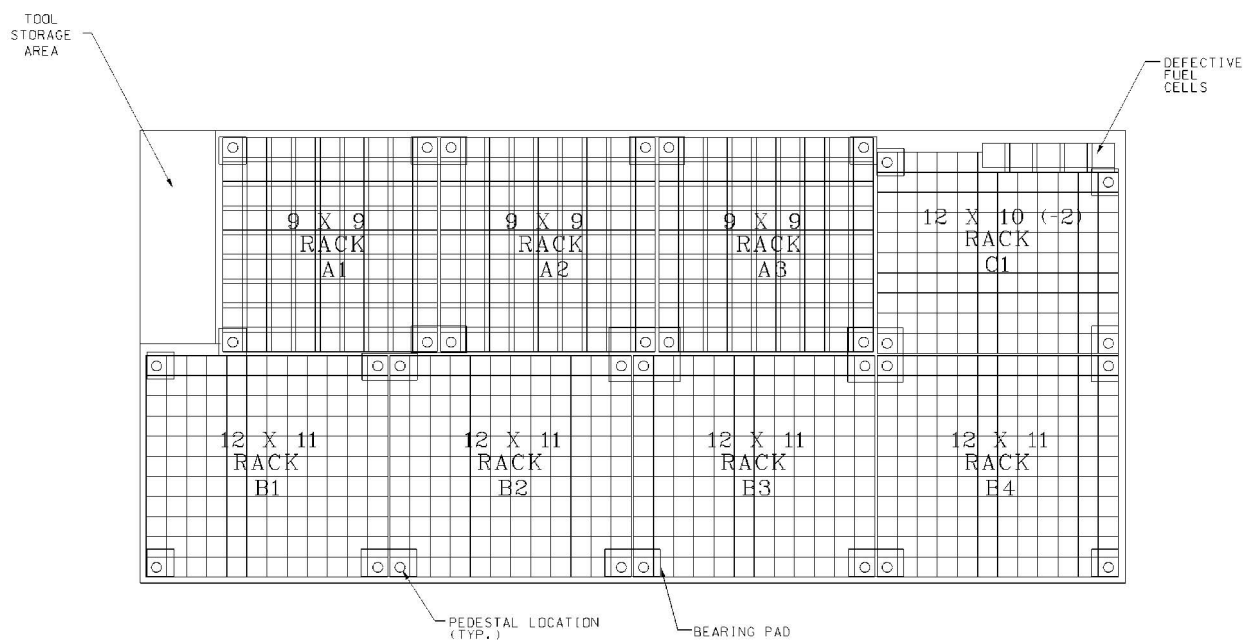 TOOL
STORAGE
AREA
DEFECTIVE
FUEL
CELLS
9 X 9
RACK
A1
9 X 9
RACK
A2
9 X 9
RACK
A3
12 X 10 (-2)
RACK
C1
12 X 11
RACK
B1
12 X 11
RACK
B2
12 X 11
RACK
B3
12 X 11
RACK
B4
PEDESTAL LOCATION
(TYP.)
BEARING PAD